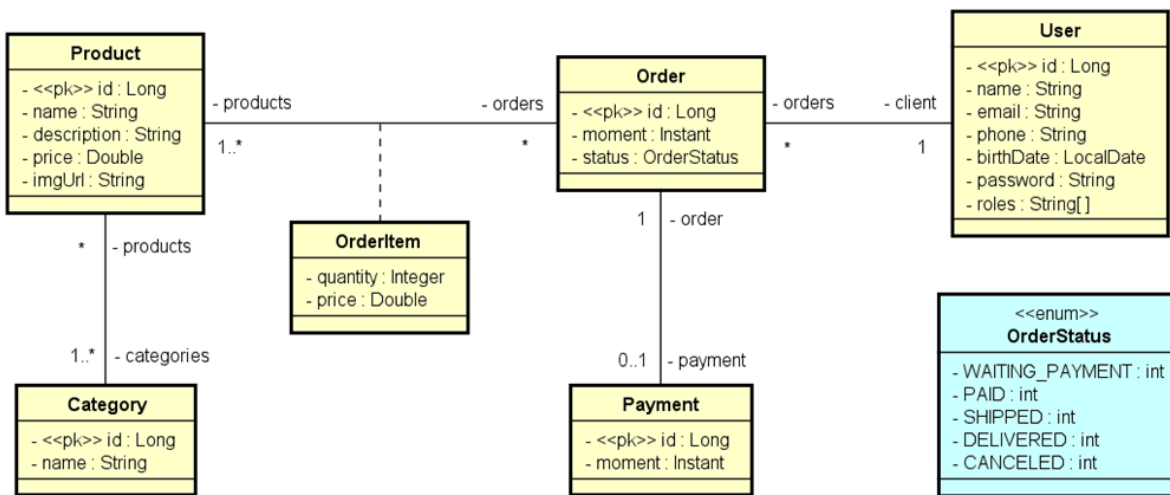 Product
- <<pk>> id : Long
- name : String
- description : String
- price : Double
- imgUrl : String
- products
1..*
- orders
*
Order
- <<pk>> id : Long
- moment : Instant
- status : OrderStatus
- orders
*
- client
1
User
- <<pk>> id : Long
- name : String
- email : String
- phone : String
- birthDate : LocalDate
- password : String
- roles : String[ ]
* - products
OrderItem
- quantity : Integer
- price : Double
1 - order
1..* - categories
0..1 - payment
Category
- <<pk>> id : Long
- name : String
Payment
- <<pk>> id : Long
- moment : Instant
<<enum>>
OrderStatus
- WAITING_PAYMENT : int
- PAID : int
- SHIPPED : int
- DELIVERED : int
- CANCELED : int